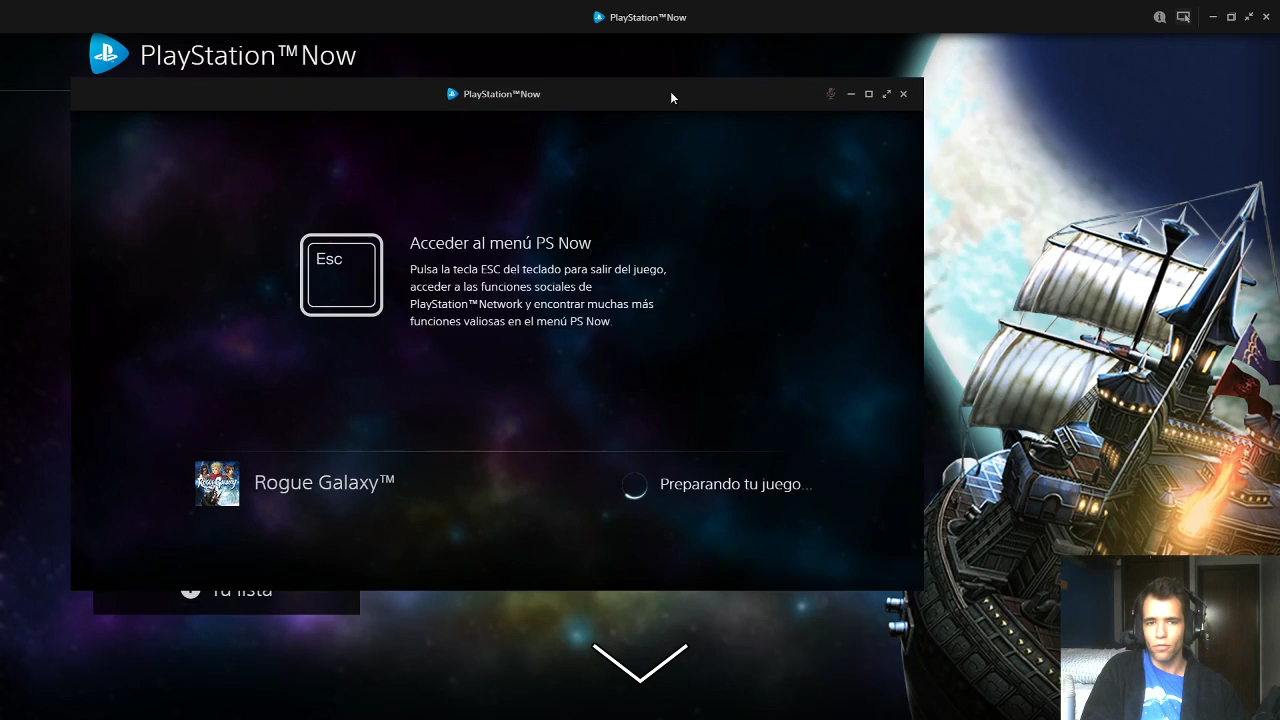 PlayStation™Now
PlayStation™Now
PlayStation™Now
Esc
Acceder al menú PS Now
Pulsa la tecla ESC del teclado para salir del juego,
acceder a las funciones sociales de
PlayStation™Network y encontrar muchas más
funciones valiosas en el menú PS Now.
Rogue Galaxy™
Preparando tu juego...
Tu lista